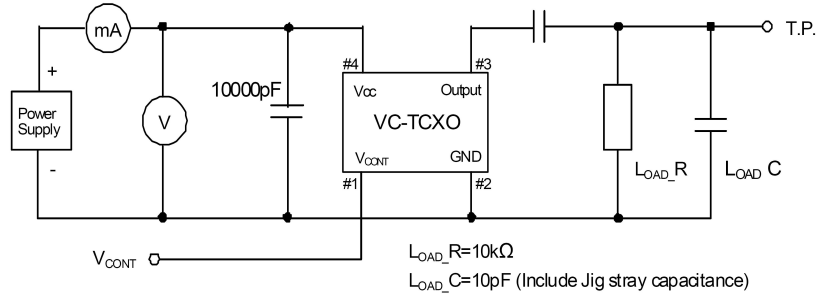 mA
T.P.
#4
#3
+
10000pF
Vcc
Output
Power
Supply
V
VC-TCXO
-
VCONT
GND
#1
#2
LOAD_R
LOAD C
VCONT
LOAD_R=10kΩ
LOAD_C=10pF (Include Jig stray capacitance)